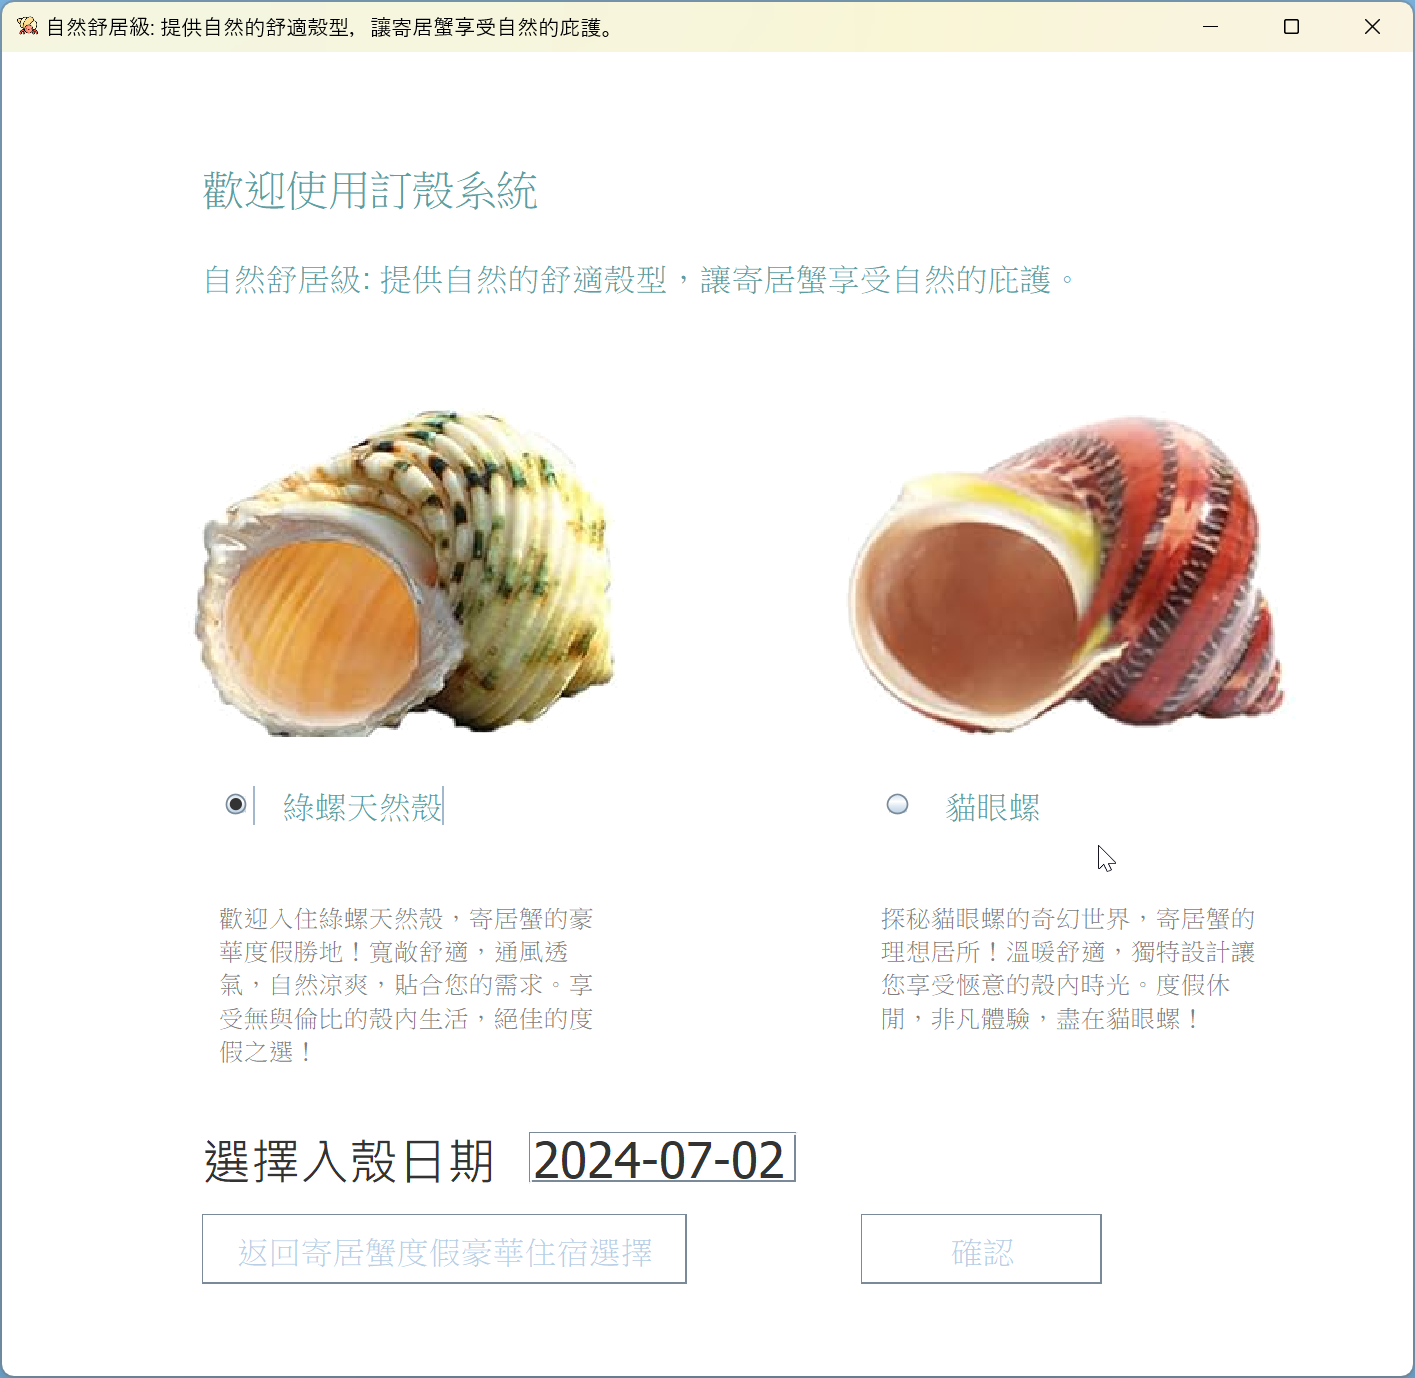 自然舒居級: 提供自然的舒適殼型，讓寄居蟹享受自然的庇護。
歡迎使用訂殼系統
自然舒居級: 提供自然的舒適殼型，讓寄居蟹享受自然的庇護。
綠螺天然殼
貓眼螺
歡迎入住綠螺天然殼，寄居蟹的豪
華度假勝地！寬敞舒適，通風透
氣，自然涼爽，貼合您的需求。享
受無與倫比的殼內生活，絕佳的度
假之選！
探秘貓眼螺的奇幻世界，寄居蟹的
理想居所！溫暖舒適，獨特設計讓
您享受愜意的殼內時光。度假休
閒，非凡體驗，盡在貓眼螺！
選擇入殼日期 2024-07-02
返回寄居蟹度假豪華住宿選擇
確認